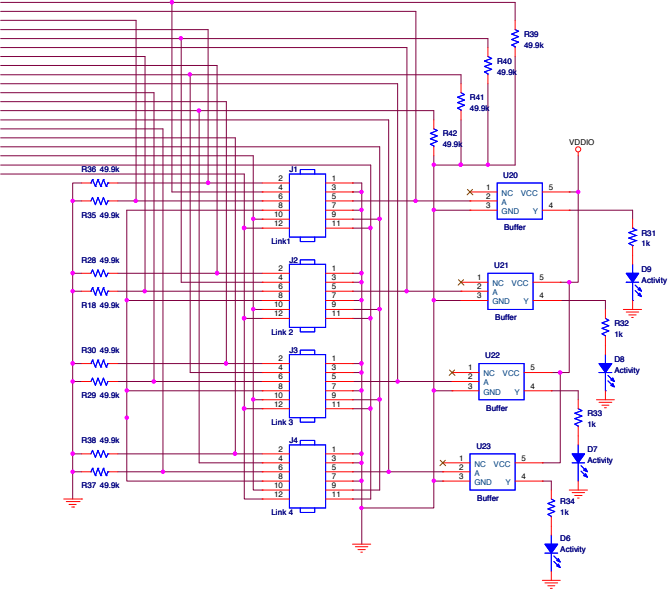 R39
49.9k
R40
49.9k
R41
49.9k
R42
49.9k
VDDIO
R36 49.9k
R35 49.9k
J1
2 1
4 3
6 5
8 7
10 9
12 11
Link1
U20
1 NC VCC 5
2 A
3 GND Y 4
Buffer
R31
1k
D9
Activity
R28 49.9k
R18 49.9k
J2
2 1
4 3
6 5
8 7
10 9
12 11
Link 2
U21
1 NC VCC 5
2 A
3 GND Y 4
Buffer
R32
1k
D8
Activity
R30 49.9k
R29 49.9k
J3
2 1
4 3
6 5
8 7
10 9
12 11
Link 3
U22
1 NC VCC 5
2 A
3 GND Y 4
Buffer
R33
1k
D7
Activity
R38 49.9k
R37 49.9k
J4
2 1
4 3
6 5
8 7
10 9
12 11
Link 4
U23
1 NC VCC 5
2 A
3 GND Y 4
Buffer
R34
1k
D6
Activity